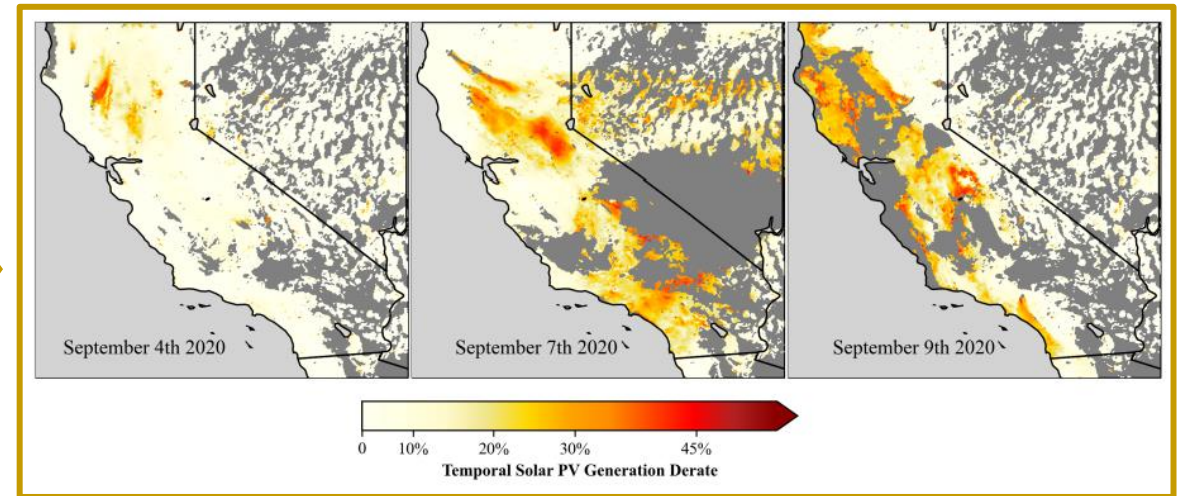 September 4th 2020
September 7th 2020
September 9th 2020
0 10% 20% 30% 45%
Temporal Solar PV Generation Derate